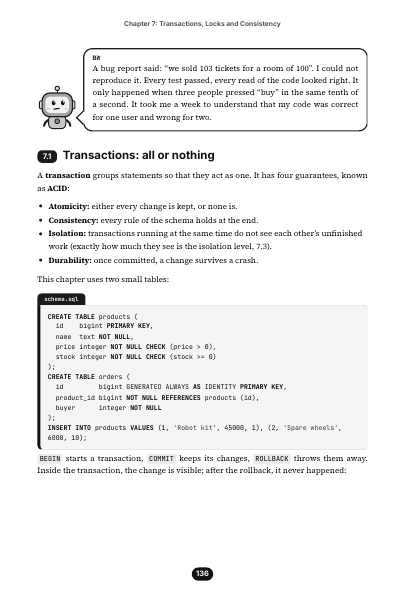 Chapter 7: Transactions, Locks and Consistency
Bit
A bug report said: “we sold 103 tickets for a room of 100”. I could not
reproduce it. Every test passed, every read of the code looked right. It
only happened when three people pressed “buy” in the same tenth of
a second. It took me a week to understand that my code was correct
for one user and wrong for two.
7.1 Transactions: all or nothing
A transaction groups statements so that they act as one. It has four guarantees, known
as ACID:
• Atomicity: either every change is kept, or none is.
• Consistency: every rule of the schema holds at the end.
• Isolation: transactions running at the same time do not see each other’s unfinished
work (exactly how much they see is the isolation level, 7.3).
• Durability: once committed, a change survives a crash.
This chapter uses two small tables:
schema.sql
CREATE TABLE products (
  id    bigint PRIMARY KEY,
  name  text NOT NULL,
  price integer NOT NULL CHECK (price > 0),
  stock integer NOT NULL CHECK (stock >= 0)
);
CREATE TABLE orders (
  id         bigint GENERATED ALWAYS AS IDENTITY PRIMARY KEY,
  product_id bigint NOT NULL REFERENCES products (id),
  buyer      integer NOT NULL
);
INSERT INTO products VALUES (1, 'Robot kit', 45000, 1), (2, 'Spare wheels',
6000, 10);
BEGIN starts a transaction, COMMIT keeps its changes, ROLLBACK throws them away.
Inside the transaction, the change is visible; after the rollback, it never happened:
136